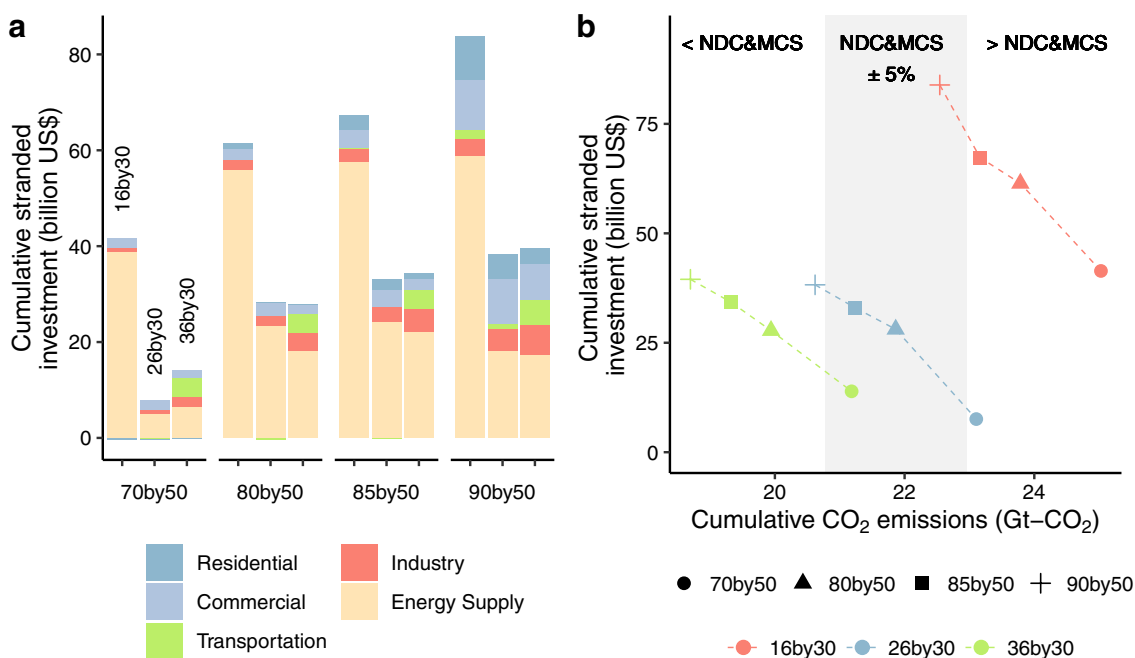 a
Cumulative stranded
investment (billion US$)
80
60
40
20
0
16by30
26by30
36by30
70by50
80by50
85by50
90by50
Residential
Commercial
Transportation
Industry
Energy Supply
b
< NDC&MCS
NDC&MCS
± 5%
> NDC&MCS
Cumulative stranded
investment (billion US$)
75
50
25
0
20
22
24
Cumulative CO₂ emissions (Gt−CO₂)
70by50
80by50
85by50
90by50
16by30
26by30
36by30